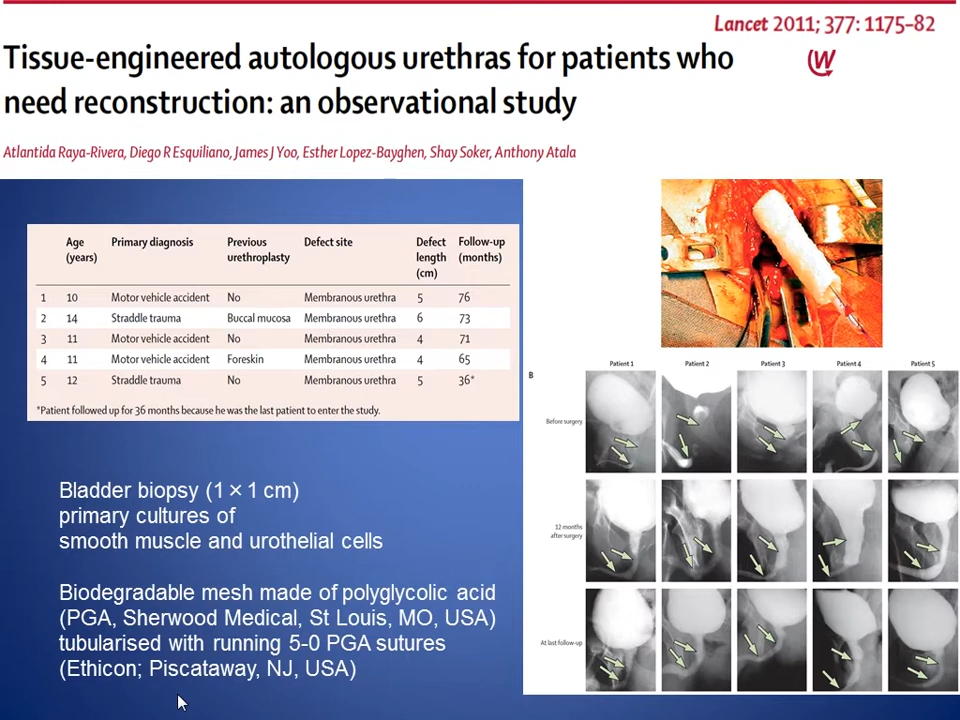 Lancet 2011; 377: 1175–82
Tissue-engineered autologous urethras for patients who
need reconstruction: an observational study
W
Atlantida Raya-Rivera, Diego R Esquiliano, James J Yoo, Esther Lopez-Bayghen, Shay Soker, Anthony Atala
Age (years) Primary diagnosis Previous urethroplasty Defect site Defect length (cm) Follow-up (months)
1 10 Motor vehicle accident No Membranous urethra 5 76
2 14 Straddle trauma Buccal mucosa Membranous urethra 6 73
3 11 Motor vehicle accident No Membranous urethra 4 71
4 11 Motor vehicle accident Foreskin Membranous urethra 4 65
5 12 Straddle trauma No Membranous urethra 5 36*
*Patient followed up for 36 months because he was the last patient to enter the study.
Bladder biopsy (1 × 1 cm)
primary cultures of
smooth muscle and urothelial cells
Biodegradable mesh made of polyglycolic acid
(PGA, Sherwood Medical, St Louis, MO, USA)
tubularised with running 5-0 PGA sutures
(Ethicon; Piscataway, NJ, USA)
B
Patient 1 Patient 2 Patient 3 Patient 4 Patient 5
Before surgery
12 months
after surgery
At last follow-up